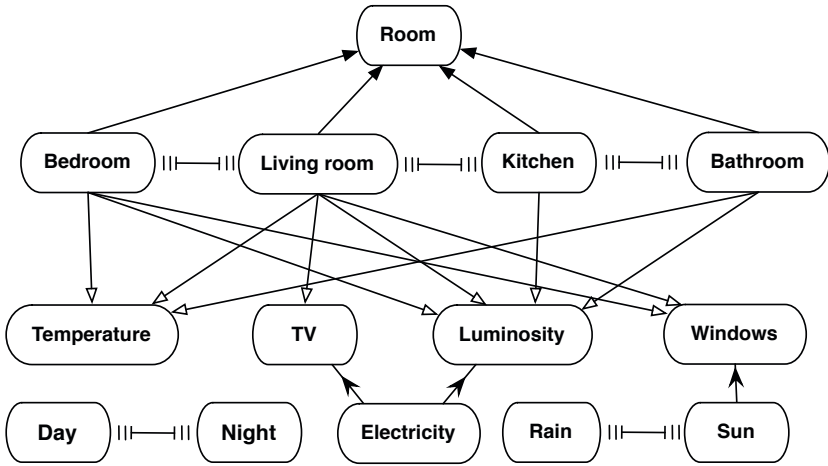 Room
Bedroom
Living room
Kitchen
Bathroom
Temperature
TV
Luminosity
Windows
Day
Night
Electricity
Rain
Sun